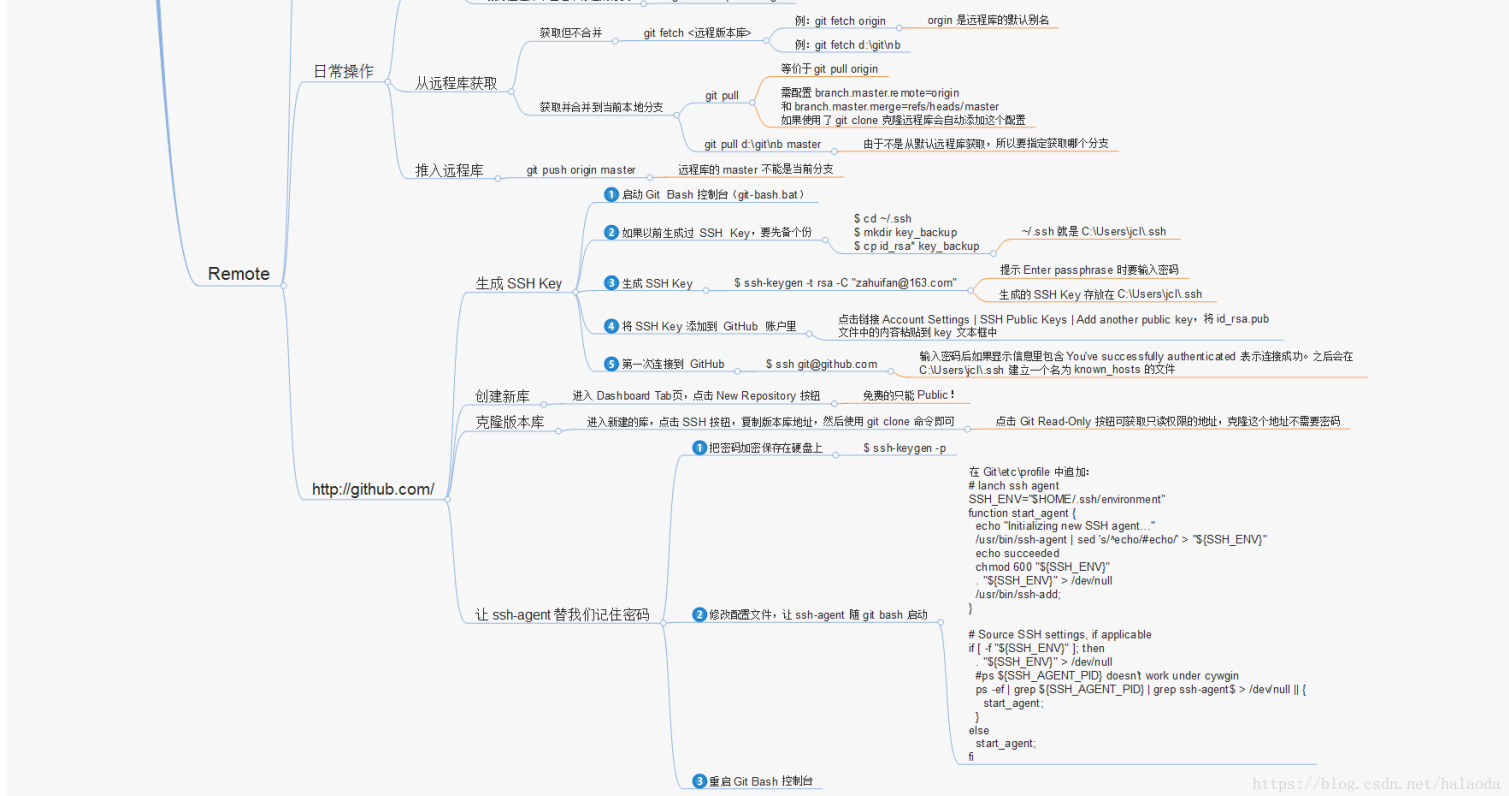 日常操作
从远程库获取
获取但不合并
git fetch <远程版本库>
例：git fetch origin
orgin 是远程库的默认别名
例：git fetch d:\git\nb
获取并合并到当前本地分支
git pull
等价于 git pull origin
需配置 branch.master.remote=origin
和 branch.master.merge=refs/heads/master
如果使用了 git clone 克隆远程库会自动添加这个配置
git pull d:\git\nb master
由于不是从默认远程库获取，所以要指定获取哪个分支
推入远程库
git push origin master
远程库的 master 不能是当前分支
Remote
http://github.com/
生成 SSH Key
1 启动 Git Bash 控制台（git-bash.bat）
2 如果以前生成过 SSH Key，要先备个份
$ cd ~/.ssh
$ mkdir key_backup
$ cp id_rsa* key_backup
~/.ssh 就是 C:\Users\jcl\.ssh
3 生成 SSH Key
$ ssh-keygen -t rsa -C "zahuifan@163.com"
提示 Enter passphrase 时要输入密码
生成的 SSH Key 存放在 C:\Users\jcl\.ssh
4 将 SSH Key 添加到 GitHub 账户里
点击链接 Account Settings | SSH Public Keys | Add another public key，将 id_rsa.pub
文件中的内容粘贴到 key 文本框中
5 第一次连接到 GitHub
$ ssh git@github.com
输入密码后如果显示信息里包含 You've successfully authenticated 表示连接成功。之后会在
C:\Users\jcl\.ssh 建立一个名为 known_hosts 的文件
创建新库
进入 Dashboard Tab页，点击 New Repository 按钮
免费的只能 Public！
克隆版本库
进入新建的库，点击 SSH 按钮，复制版本库地址，然后使用 git clone 命令即可
点击 Git Read-Only 按钮可获取只读权限的地址，克隆这个地址不需要密码
让 ssh-agent 替我们记住密码
1 把密码加密保存在硬盘上
$ ssh-keygen -p
2 修改配置文件，让 ssh-agent 随 git bash 启动
在 Git\etc\profile 中追加：
# lanch ssh agent
SSH_ENV="$HOME/.ssh/environment"
function start_agent {
echo "Initializing new SSH agent..."
/usr/bin/ssh-agent | sed 's/^echo/#echo/' > "${SSH_ENV}"
echo succeeded
chmod 600 "${SSH_ENV}"
. "${SSH_ENV}" > /dev/null
/usr/bin/ssh-add;
}
# Source SSH settings, if applicable
if [ -f "${SSH_ENV}" ]; then
. "${SSH_ENV}" > /dev/null
#ps ${SSH_AGENT_PID} doesn't work under cywgin
ps -ef | grep ${SSH_AGENT_PID} | grep ssh-agent$ > /dev/null || {
start_agent;
}
else
start_agent;
fi
3 重启 Git Bash 控制台
https://blog.csdn.net/halaoda